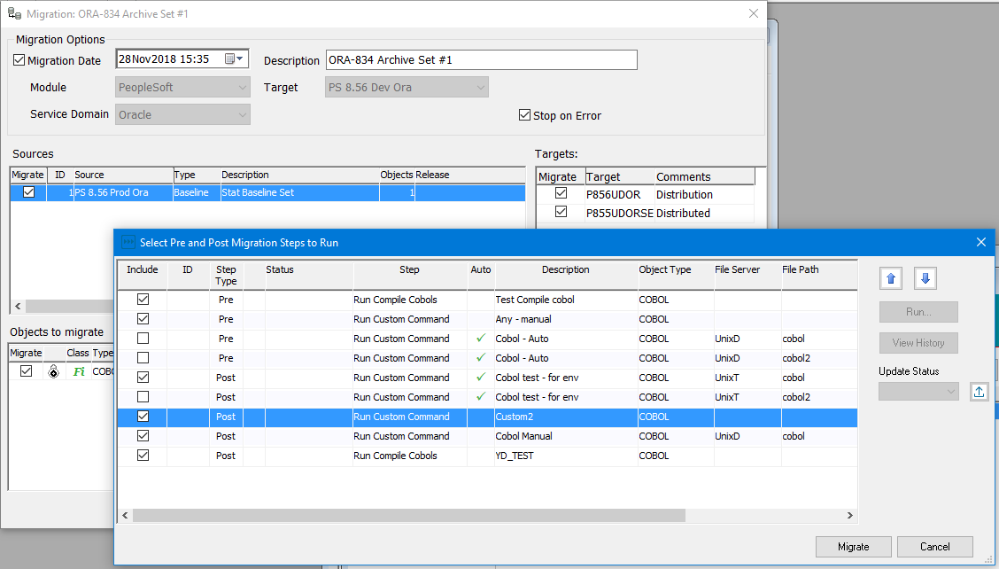 Migration: ORA-834 Archive Set #1
Migration Options
Migration Date 28Nov2018 15:35 Description ORA-834 Archive Set #1
Module PeopleSoft Target PS 8.56 Dev Ora
Service Domain Oracle Stop on Error
Sources
Migrate ID Source Type Description Objects Release
1 PS 8.56 Prod Ora Baseline Stat Baseline Set 1
Targets:
Migrate Target Comments
P856UDOR Distribution
P855UDORSE Distributed
Objects to migrate
Migrate Class Type
Fi COBO
Select Pre and Post Migration Steps to Run
Include ID Step Type Status Step Auto Description Object Type File Server File Path
Pre Run Compile Cobols Test Compile cobol COBOL
Pre Run Custom Command Any - manual COBOL
Pre Run Custom Command Cobol - Auto COBOL UnixD cobol
Pre Run Custom Command Cobol - Auto COBOL UnixD cobol2
Post Run Custom Command Cobol test - for env COBOL UnixT cobol
Post Run Custom Command Cobol test - for env COBOL UnixT cobol2
Post Run Custom Command Custom2 COBOL
Post Run Custom Command Cobol Manual COBOL UnixD cobol
Post Run Compile Cobols YD_TEST COBOL
Run...
View History
Update Status
Migrate Cancel